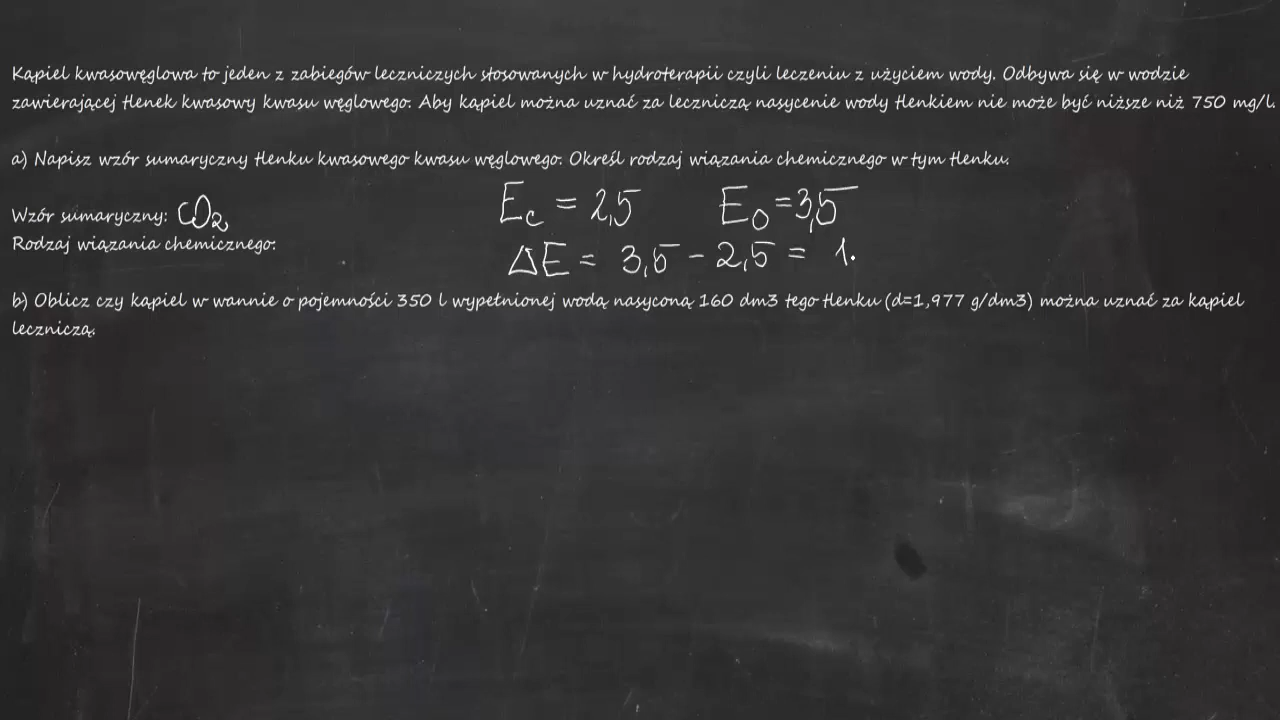 Kąpiel kwasowęglowa to jeden z zabiegów leczniczych stosowanych w hydroterapii czyli leczeniu z użyciem wody. Odbywa się w wodzie
zawierającej tlenek kwasowy kwasu węglowego. Aby kąpiel można uznać za leczniczą nasycenie wody tlenkiem nie może być niższe niż 750 mg/l.
a) Napisz wzór sumaryczny tlenku kwasowego kwasu węglowego. Określ rodzaj wiązania chemicznego w tym tlenku.
E_C = 2,5 E_O = 3,5
Wzór sumaryczny: CO₂
Rodzaj wiązania chemicznego:
ΔE = 3,5 - 2,5 = 1.
b) Oblicz czy kąpiel w wannie o pojemności 350 l wypełnionej wodą nasyconą 160 dm3 tego tlenku (d=1,977 g/dm3) można uznać za kąpiel
leczniczą.